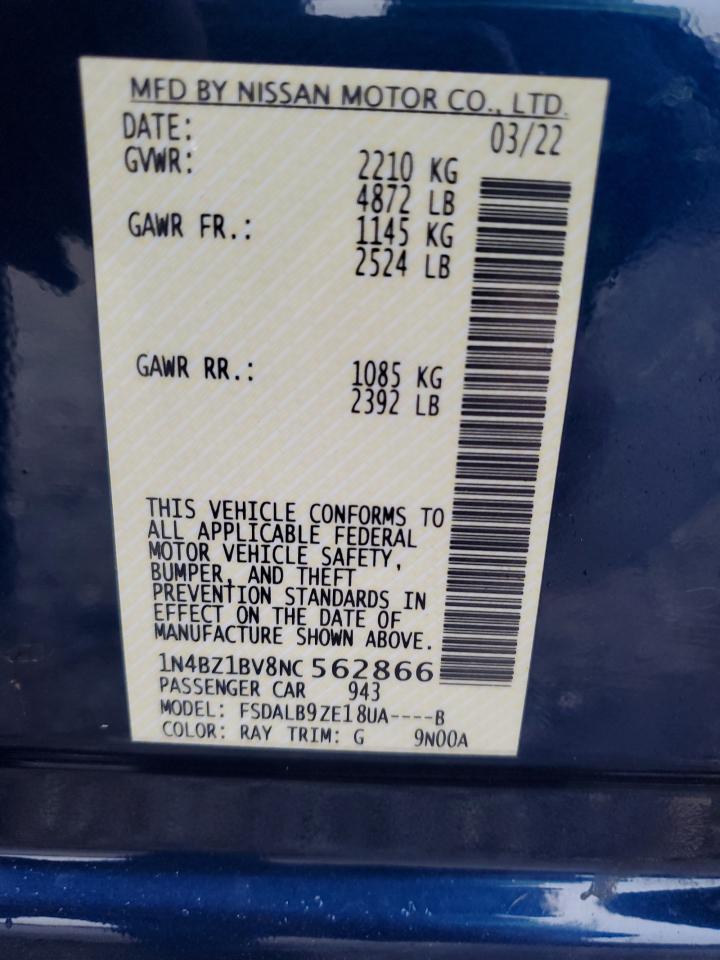 MFD BY NISSAN MOTOR CO., LTD.
DATE: 03/22
GVWR: 2210 KG
4872 LB
GAWR FR.: 1145 KG
2524 LB
GAWR RR.: 1085 KG
2392 LB
THIS VEHICLE CONFORMS TO
ALL APPLICABLE FEDERAL
MOTOR VEHICLE SAFETY,
BUMPER, AND THEFT
PREVENTION STANDARDS IN
EFFECT ON THE DATE OF
MANUFACTURE SHOWN ABOVE.
1N4BZ1BV8NC 562866
PASSENGER CAR 943
MODEL: FSDALB9ZE18UA----B
COLOR: RAY TRIM: G 9N00A